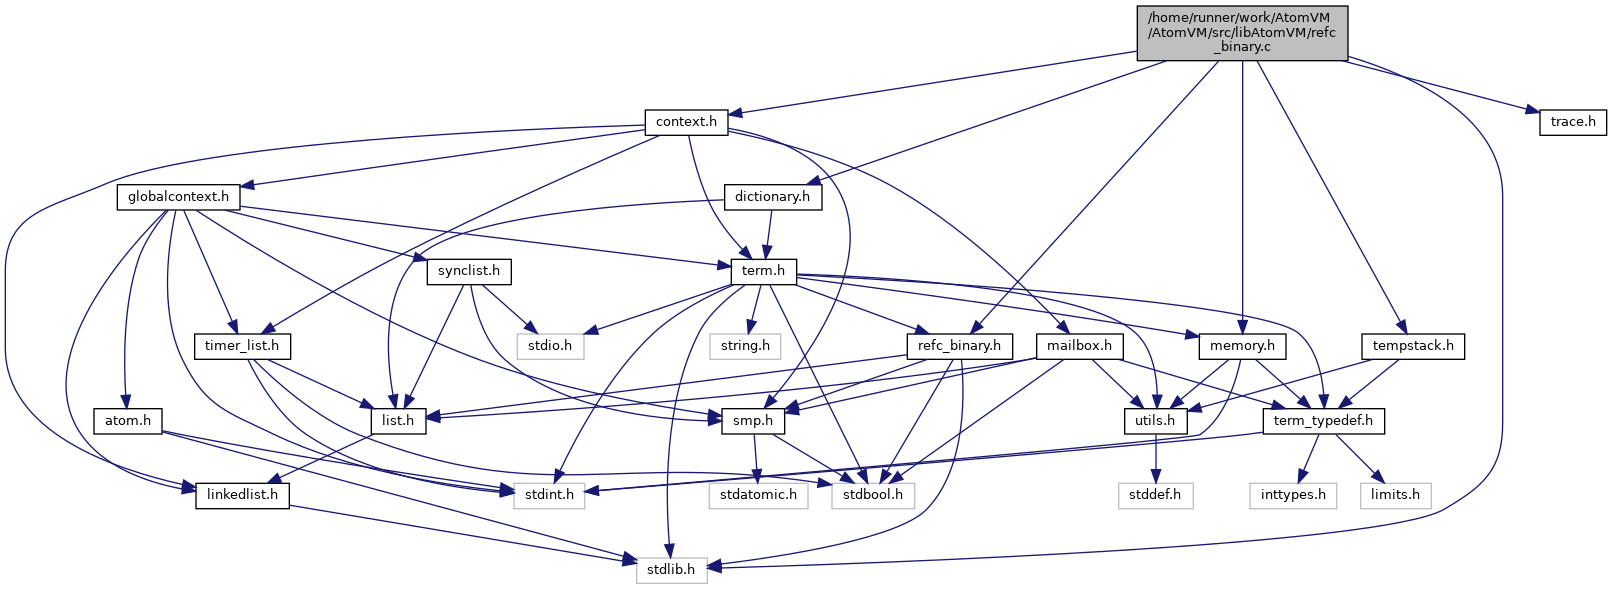 /home/runner/work/AtomVM
/AtomVM/src/libAtomVM/refc
_binary.c
context.h
trace.h
globalcontext.h
dictionary.h
synclist.h
term.h
timer_list.h
stdio.h
string.h
refc_binary.h
mailbox.h
memory.h
tempstack.h
atom.h
list.h
smp.h
utils.h
term_typedef.h
linkedlist.h
stdint.h
stdatomic.h
stdbool.h
stddef.h
inttypes.h
limits.h
stdlib.h